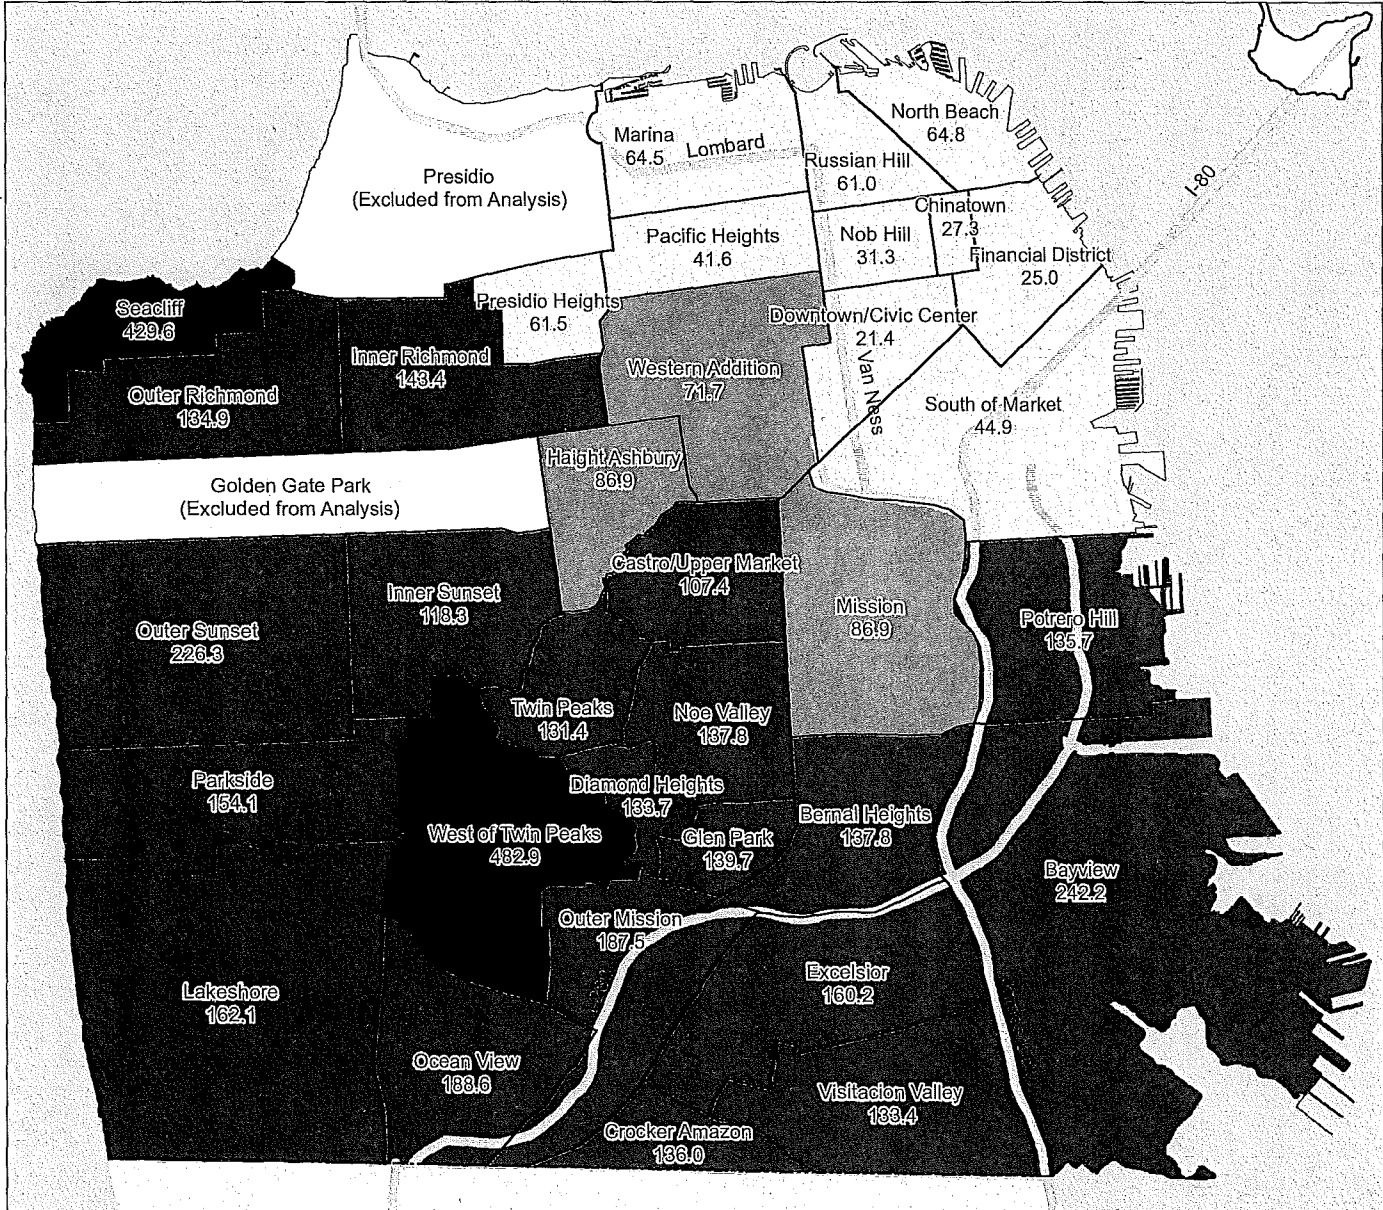 North Beach
64.8
Marina
64.5
Lombard
Russian Hill
61.0
I-80
Presidio
(Excluded from Analysis)
Chinatown
27.3
Pacific Heights
41.6
Nob Hill
31.3
Financial District
25.0
Seacliff
429.6
Presidio Heights
61.5
Downtown/Civic Center
21.4
Inner Richmond
143.4
Western Addition
71.7
Van Ness
Outer Richmond
134.9
South of Market
44.9
Haight Ashbury
86.9
Golden Gate Park
(Excluded from Analysis)
Castro/Upper Market
107.4
Inner Sunset
118.3
Mission
86.9
Potrero Hill
135.7
Outer Sunset
226.3
Twin Peaks
131.4
Noe Valley
137.8
Parkside
154.1
Diamond Heights
133.7
Bernal Heights
137.8
West of Twin Peaks
482.9
Glen Park
139.7
Bayview
242.2
Outer Mission
187.5
Excelsior
160.2
Lakeshore
162.1
Ocean View
188.6
Visitacion Valley
133.4
Crocker Amazon
136.0